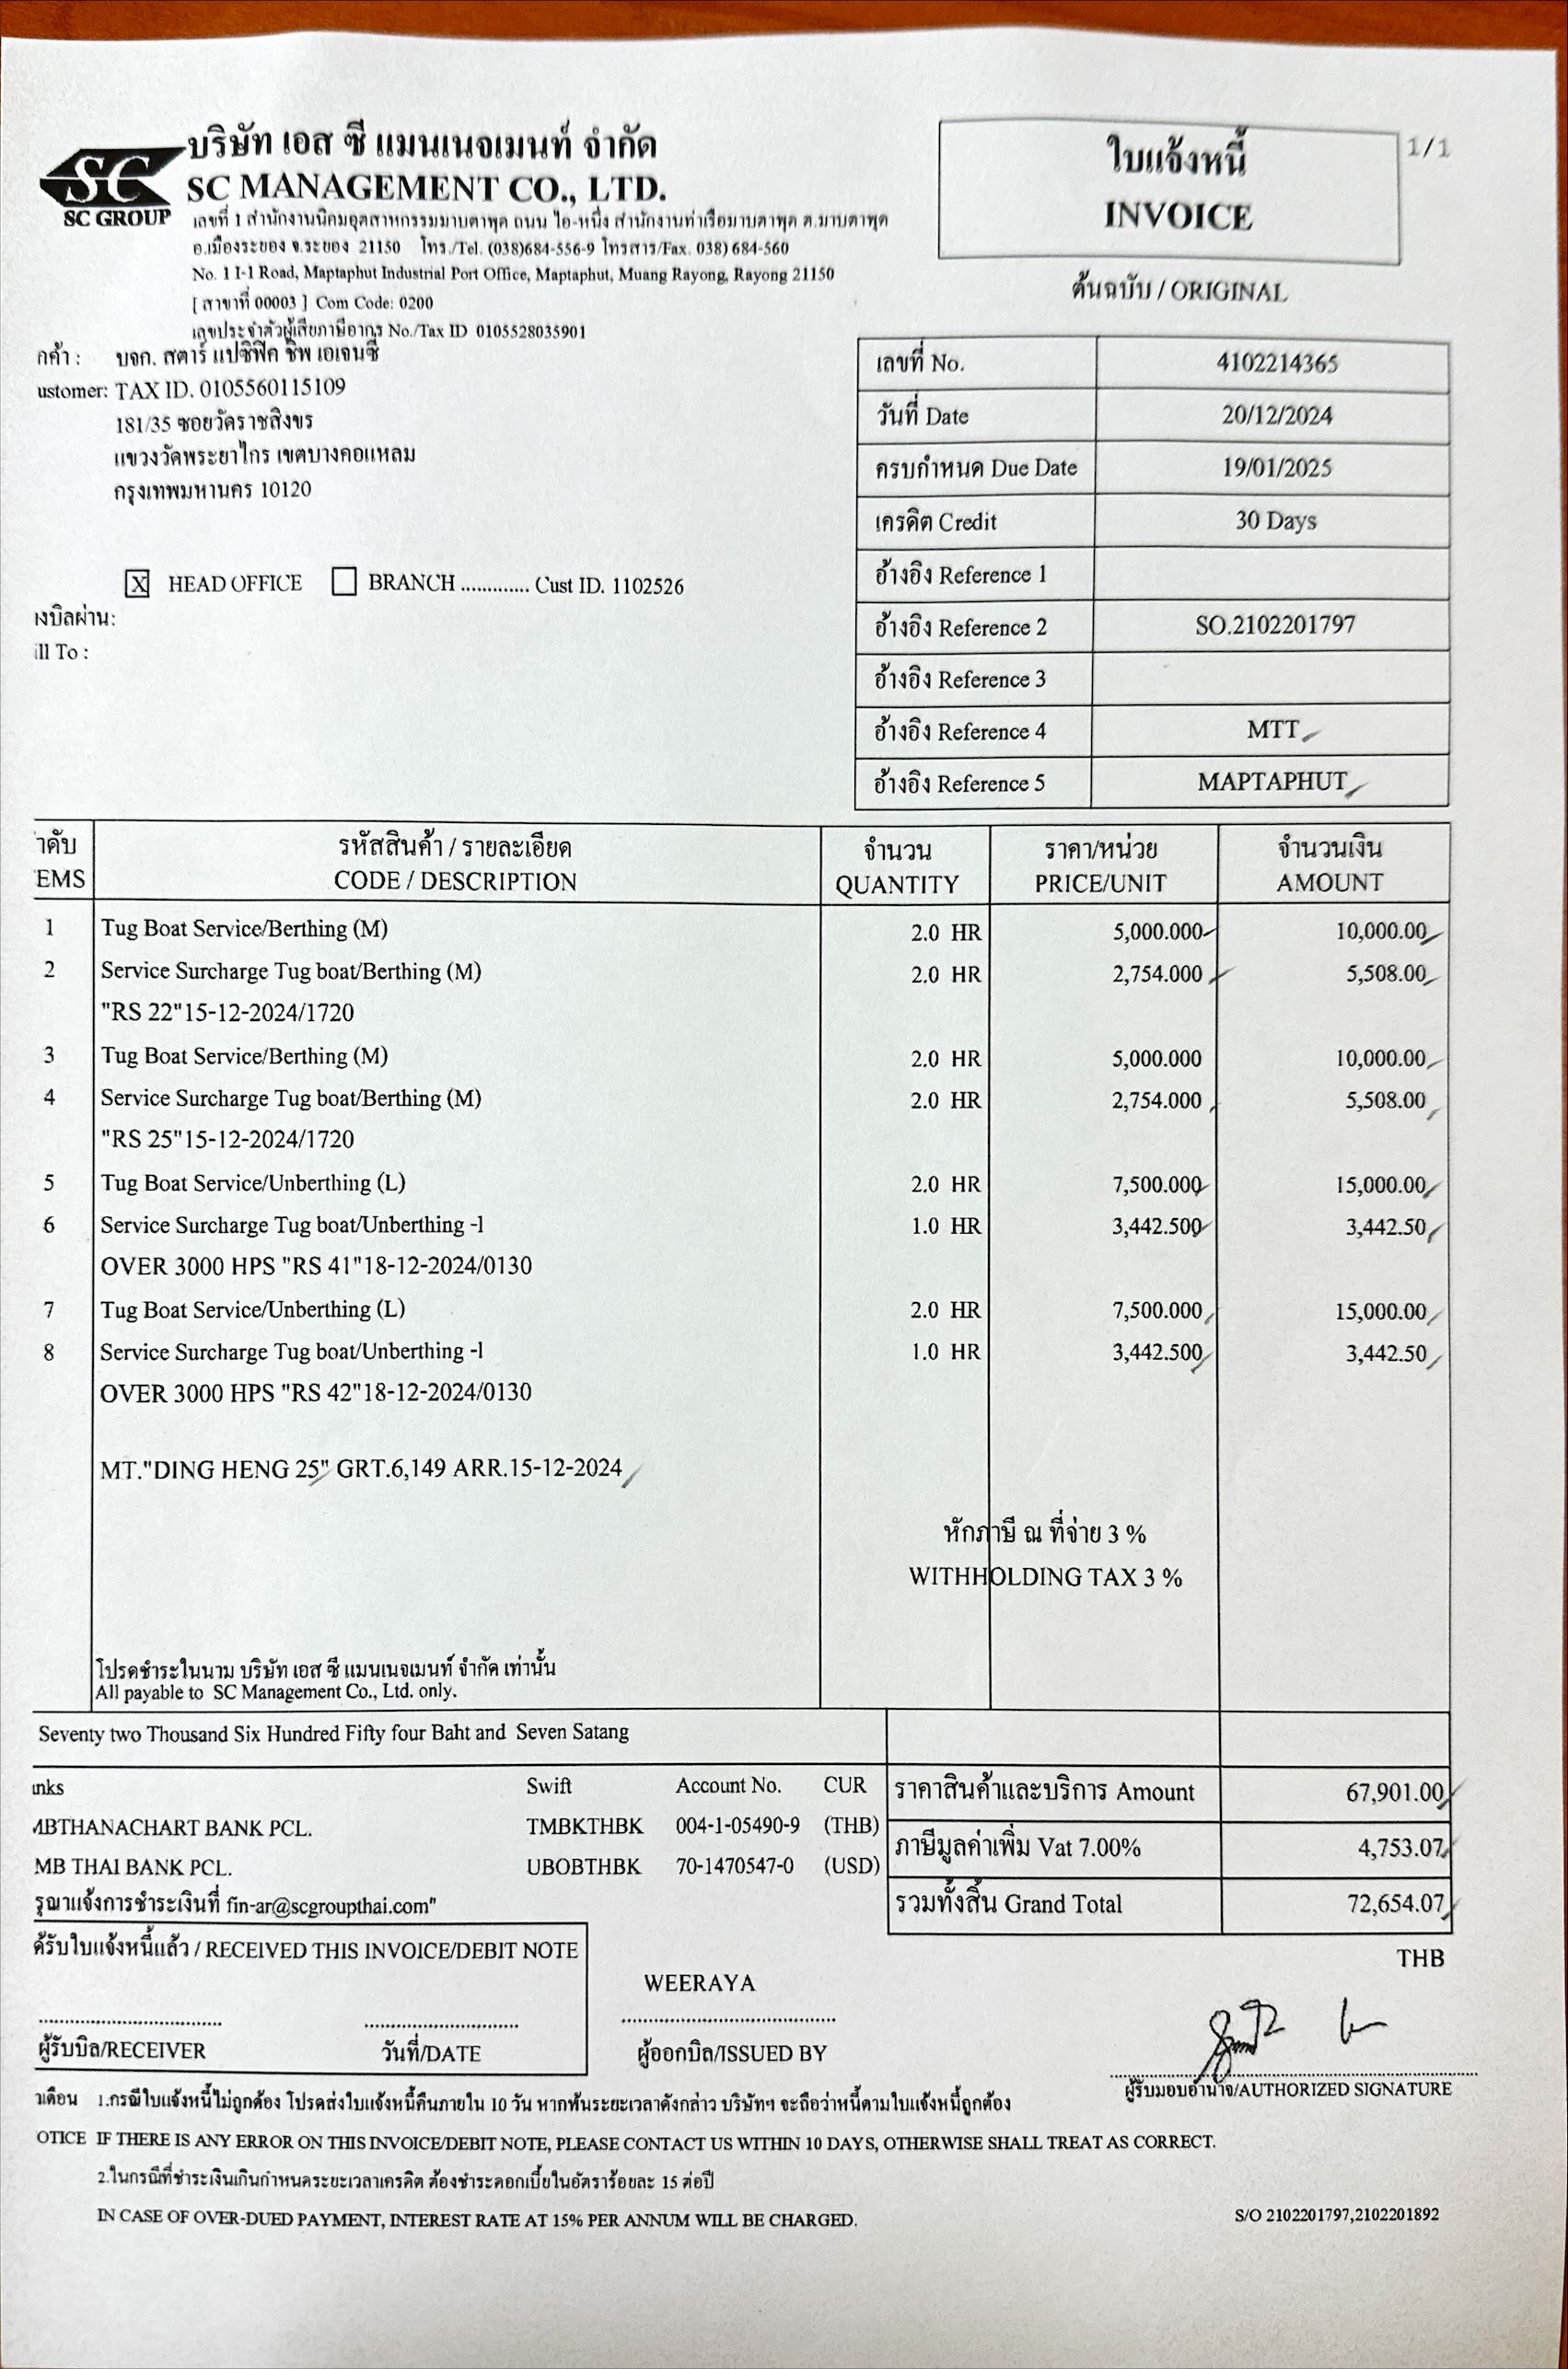 บริษัท เอส ซี แมนเนจเมนท์ จำกัด
SC MANAGEMENT CO., LTD.
SC
SC GROUP
เลขที่ 1 สำนักงานนิคมอุตสาหกรรมมาบตาพุด ถนน ไอ-หนึ่ง สำนักงานท่าเรือมาบตาพุด ต.มาบตาพุด
อ.เมืองระยอง จ.ระยอง 21150 โทร./Tel. (038)684-556-9 โทรสาร/Fax. 038) 684-560
No. 1 I-1 Road, Maptaphut Industrial Port Office, Maptaphut, Muang Rayong, Rayong 21150
[ สาขาที่ 00003 ] Com Code: 0200
เลขประจำตัวผู้เสียภาษีอากร No./Tax ID 0105528035901
ใบแจ้งหนี้
INVOICE
1/1
ต้นฉบับ / ORIGINAL
กค้า : บจก. สตาร์ แปซิฟิค ชิพ เอเจนซี่
ustomer: TAX ID. 0105560115109
181/35 ซอยวัดราชสิงขร
แขวงวัดพระยาไกร เขตบางคอแหลม
กรุงเทพมหานคร 10120
X HEAD OFFICE BRANCH ............ Cust ID. 1102526
งบิลผ่าน:
ill To :
เลขที่ No. 4102214365
วันที่ Date 20/12/2024
ครบกำหนด Due Date 19/01/2025
เครดิต Credit 30 Days
อ้างอิง Reference 1
อ้างอิง Reference 2 SO.2102201797
อ้างอิง Reference 3
อ้างอิง Reference 4 MTT
อ้างอิง Reference 5 MAPTAPHUT
าดับ รหัสสินค้า / รายละเอียด จำนวน ราคา/หน่วย จำนวนเงิน
EMS CODE / DESCRIPTION QUANTITY PRICE/UNIT AMOUNT
1 Tug Boat Service/Berthing (M) 2.0 HR 5,000.000 10,000.00
2 Service Surcharge Tug boat/Berthing (M) 2.0 HR 2,754.000 5,508.00
"RS 22"15-12-2024/1720
3 Tug Boat Service/Berthing (M) 2.0 HR 5,000.000 10,000.00
4 Service Surcharge Tug boat/Berthing (M) 2.0 HR 2,754.000 5,508.00
"RS 25"15-12-2024/1720
5 Tug Boat Service/Unberthing (L) 2.0 HR 7,500.000 15,000.00
6 Service Surcharge Tug boat/Unberthing -l 1.0 HR 3,442.500 3,442.50
OVER 3000 HPS "RS 41"18-12-2024/0130
7 Tug Boat Service/Unberthing (L) 2.0 HR 7,500.000 15,000.00
8 Service Surcharge Tug boat/Unberthing -l 1.0 HR 3,442.500 3,442.50
OVER 3000 HPS "RS 42"18-12-2024/0130
MT."DING HENG 25" GRT.6,149 ARR.15-12-2024
หักภาษี ณ ที่จ่าย 3 %
WITHHOLDING TAX 3 %
โปรดชำระในนาม บริษัท เอส ซี แมนเนจเมนท์ จำกัด เท่านั้น
All payable to SC Management Co., Ltd. only.
Seventy two Thousand Six Hundred Fifty four Baht and Seven Satang
nks Swift Account No. CUR
MBTHANACHART BANK PCL. TMBKTHBK 004-1-05490-9 (THB)
MB THAI BANK PCL. UBOBTHBK 70-1470547-0 (USD)
รุณาแจ้งการชำระเงินที่ fin-ar@scgroupthai.com"
ราคาสินค้าและบริการ Amount 67,901.00
ภาษีมูลค่าเพิ่ม Vat 7.00% 4,753.07
รวมทั้งสิ้น Grand Total 72,654.07
THB
ด้รับใบแจ้งหนี้แล้ว / RECEIVED THIS INVOICE/DEBIT NOTE
ผู้รับบิล/RECEIVER วันที่/DATE
WEERAYA
ผู้ออกบิล/ISSUED BY
ผู้รับมอบอำนาจ/AUTHORIZED SIGNATURE
เตือน 1.กรณีใบแจ้งหนี้ไม่ถูกต้อง โปรดส่งใบแจ้งหนี้คืนภายใน 10 วัน หากพ้นระยะเวลาดังกล่าว บริษัทฯ จะถือว่าหนี้ตามใบแจ้งหนี้ถูกต้อง
OTICE IF THERE IS ANY ERROR ON THIS INVOICE/DEBIT NOTE, PLEASE CONTACT US WITHIN 10 DAYS, OTHERWISE SHALL TREAT AS CORRECT.
2.ในกรณีที่ชำระเงินเกินกำหนดระยะเวลาเครดิต ต้องชำระดอกเบี้ยในอัตราร้อยละ 15 ต่อปี
IN CASE OF OVER-DUED PAYMENT, INTEREST RATE AT 15% PER ANNUM WILL BE CHARGED.
S/O 2102201797,2102201892